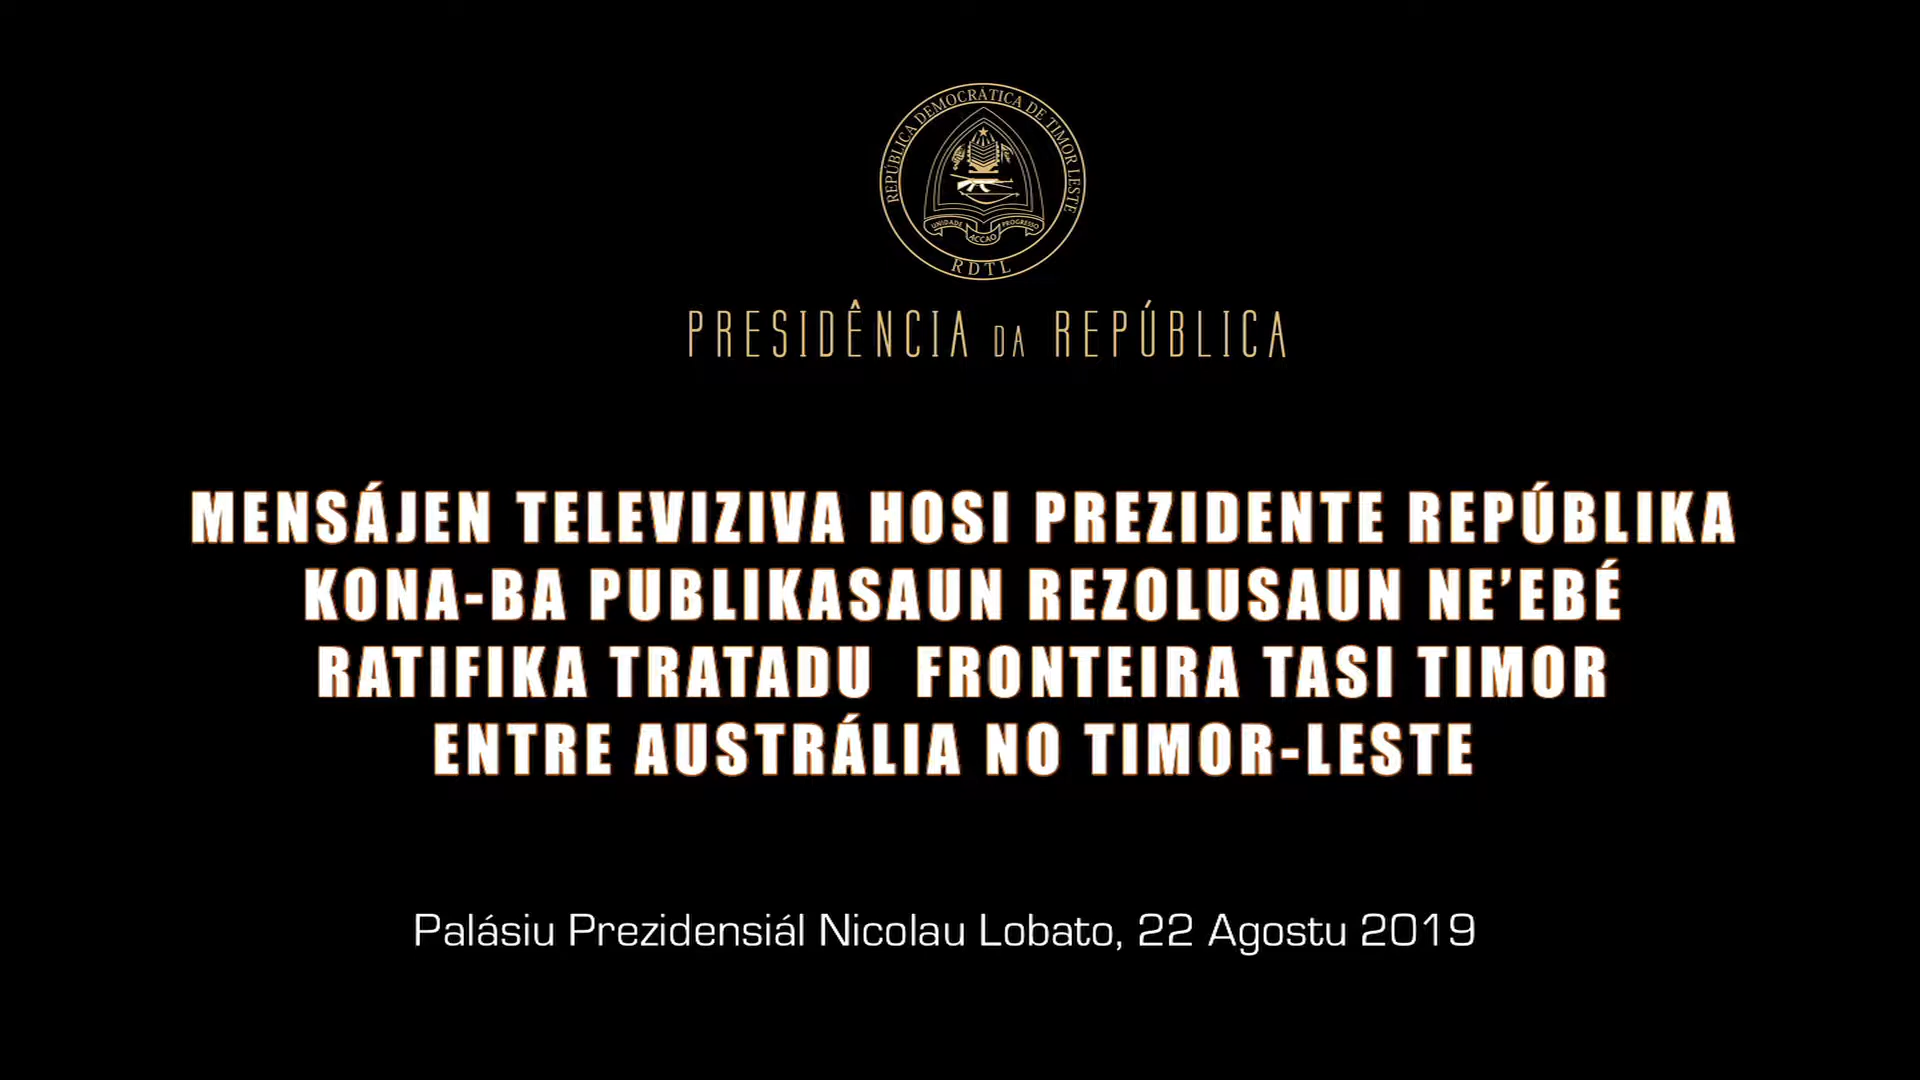 REPÚBLICA DEMOCRÁTICA DE TIMOR LESTE
UNIDADE ACCAO PROGRESSO
RDTL
PRESIDÊNCIA DA REPÚBLICA
MENSÁJEN TELEVIZIVA HOSI PREZIDENTE REPÚBLIKA
KONA-BA PUBLIKASAUN REZOLUSAUN NE’EBÉ
RATIFIKA TRATADU FRONTEIRA TASI TIMOR
ENTRE AUSTRÁLIA NO TIMOR-LESTE
Palásiu Prezidensiál Nicolau Lobato, 22 Agostu 2019